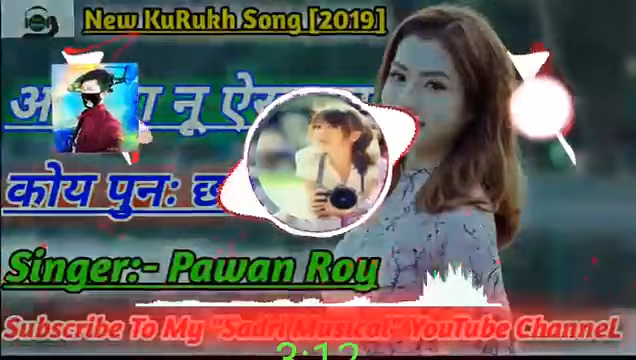 New KuRukh Song [2019]
नू
कोय पुनः
Singer:- Pawan Roy
Subscribe To My "Sadri Musical" YouTube ChanneL
3:12